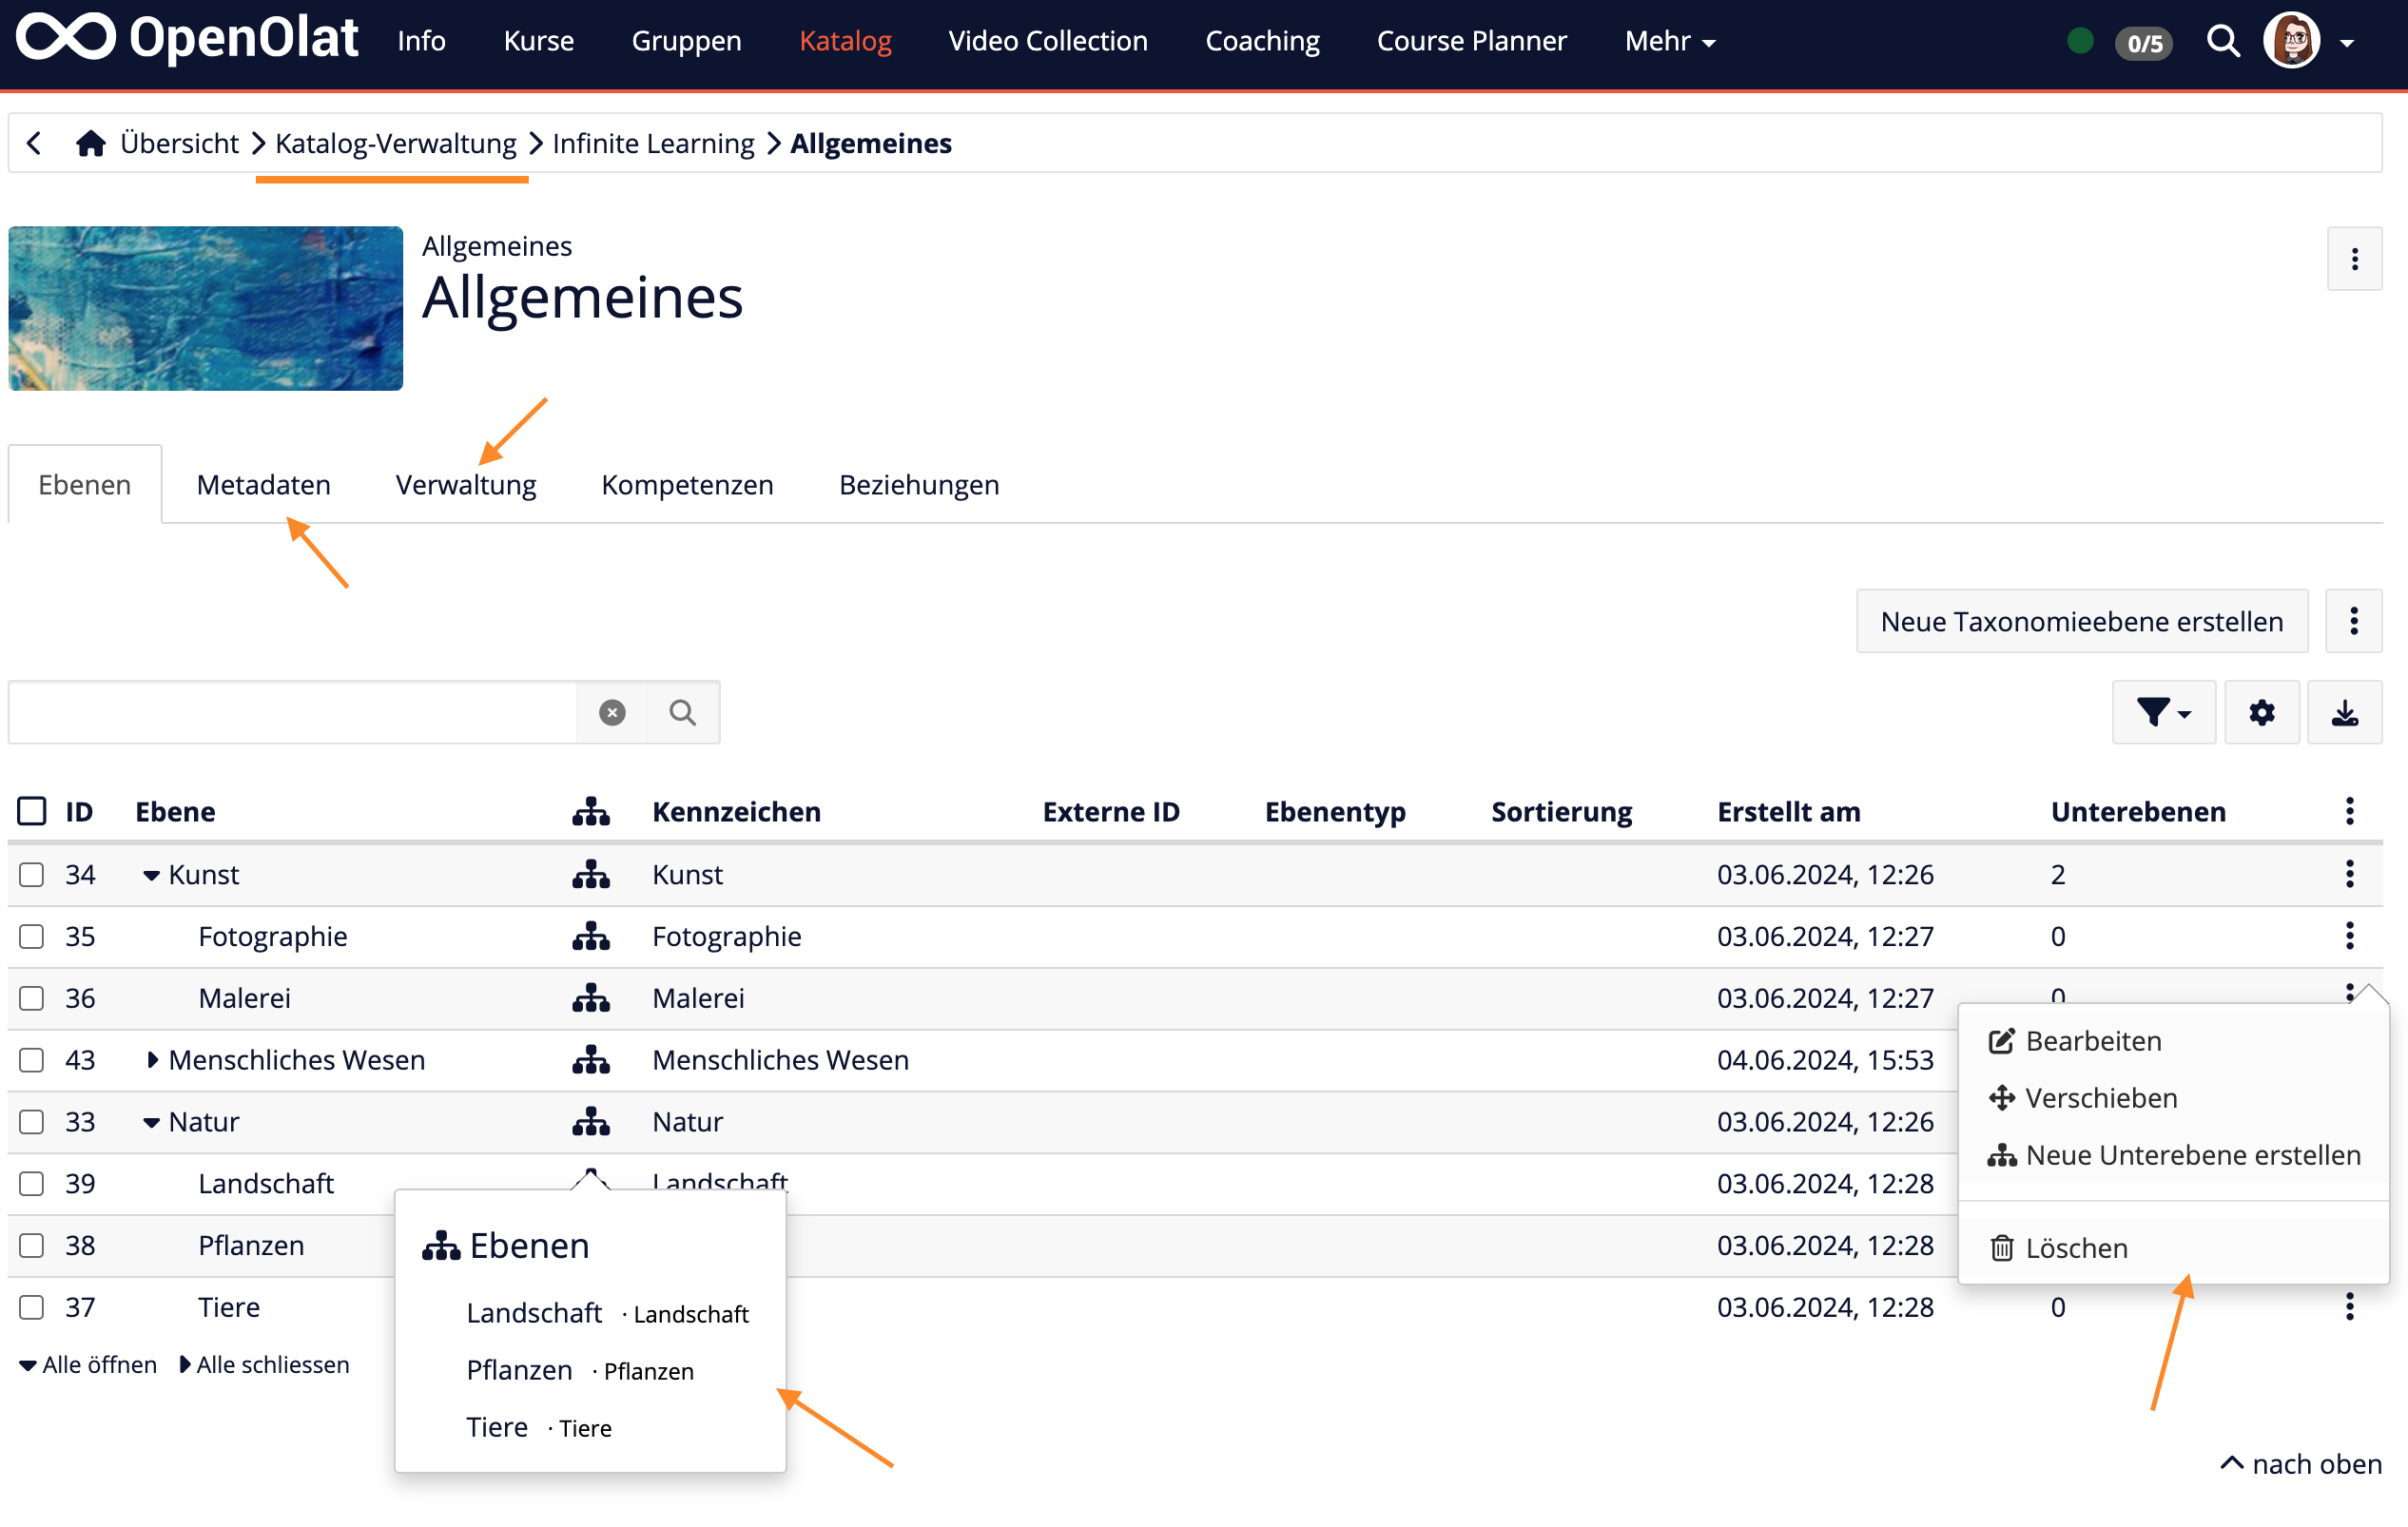 OpenOlat Info Kurse Gruppen Katalog Video Collection Coaching Course Planner Mehr 0/5
Übersicht Katalog-Verwaltung Infinite Learning Allgemeines
Allgemeines
Allgemeines
Ebenen Metadaten Verwaltung Kompetenzen Beziehungen
Neue Taxonomieebene erstellen
ID Ebene Kennzeichen Externe ID Ebenentyp Sortierung Erstellt am Unterebenen
34 Kunst Kunst 03.06.2024, 12:26 2
35 Fotographie Fotographie 03.06.2024, 12:27 0
36 Malerei Malerei 03.06.2024, 12:27 0
43 Menschliches Wesen Menschliches Wesen 04.06.2024, 15:53
33 Natur Natur 03.06.2024, 12:26
39 Landschaft Landschaft 03.06.2024, 12:28
38 Pflanzen 03.06.2024, 12:28
37 Tiere 03.06.2024, 12:28 0
Bearbeiten
Verschieben
Neue Unterebene erstellen
Löschen
Ebenen
Landschaft · Landschaft
Pflanzen · Pflanzen
Tiere · Tiere
Alle öffnen Alle schliessen
nach oben